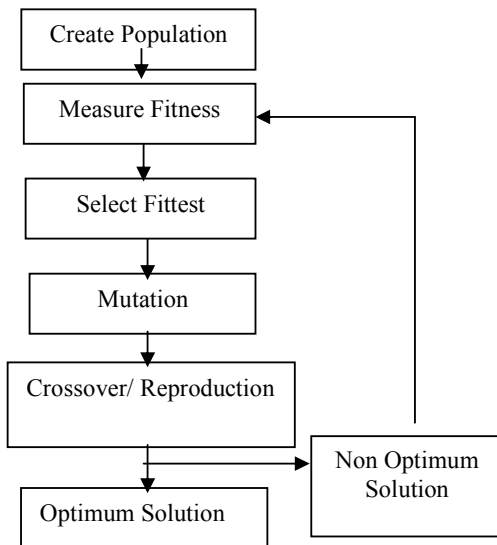 Create Population
Measure Fitness
Select Fittest
Mutation
Crossover/ Reproduction
Non Optimum
Solution
Optimum Solution